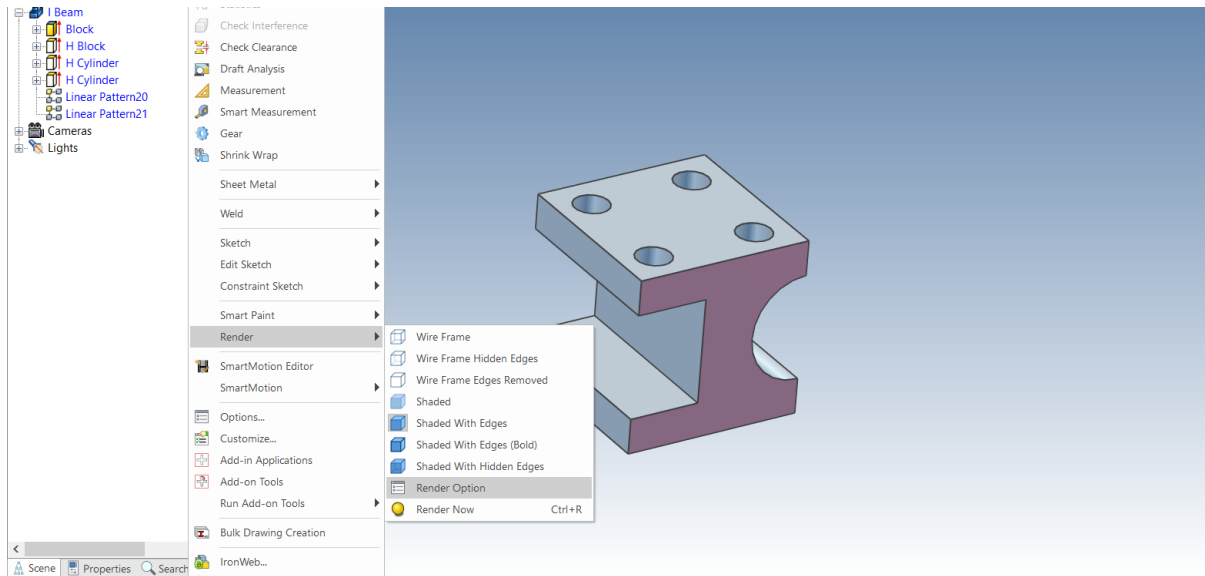 I Beam
Block
H Block
H Cylinder
H Cylinder
Linear Pattern20
Linear Pattern21
Cameras
Lights
Scene
Properties
Search
Check Interference
Check Clearance
Draft Analysis
Measurement
Smart Measurement
Gear
Shrink Wrap
Sheet Metal
Weld
Sketch
Edit Sketch
Constraint Sketch
Smart Paint
Render
SmartMotion Editor
SmartMotion
Options...
Customize...
Add-in Applications
Add-on Tools
Run Add-on Tools
Bulk Drawing Creation
IronWeb...
Wire Frame
Wire Frame Hidden Edges
Wire Frame Edges Removed
Shaded
Shaded With Edges
Shaded With Edges (Bold)
Shaded With Hidden Edges
Render Option
Render Now Ctrl+R